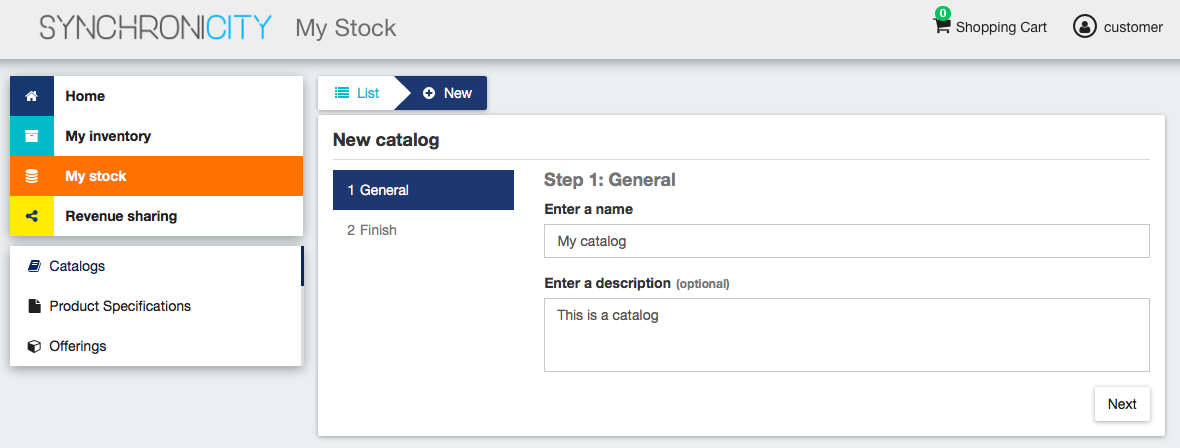 SYNCHRONICITY My Stock 0 Shopping Cart customer
Home
My inventory
My stock
Revenue sharing
Catalogs
Product Specifications
Offerings
List New
New catalog
1 General
2 Finish
Step 1: General
Enter a name
My catalog
Enter a description (optional)
This is a catalog
Next